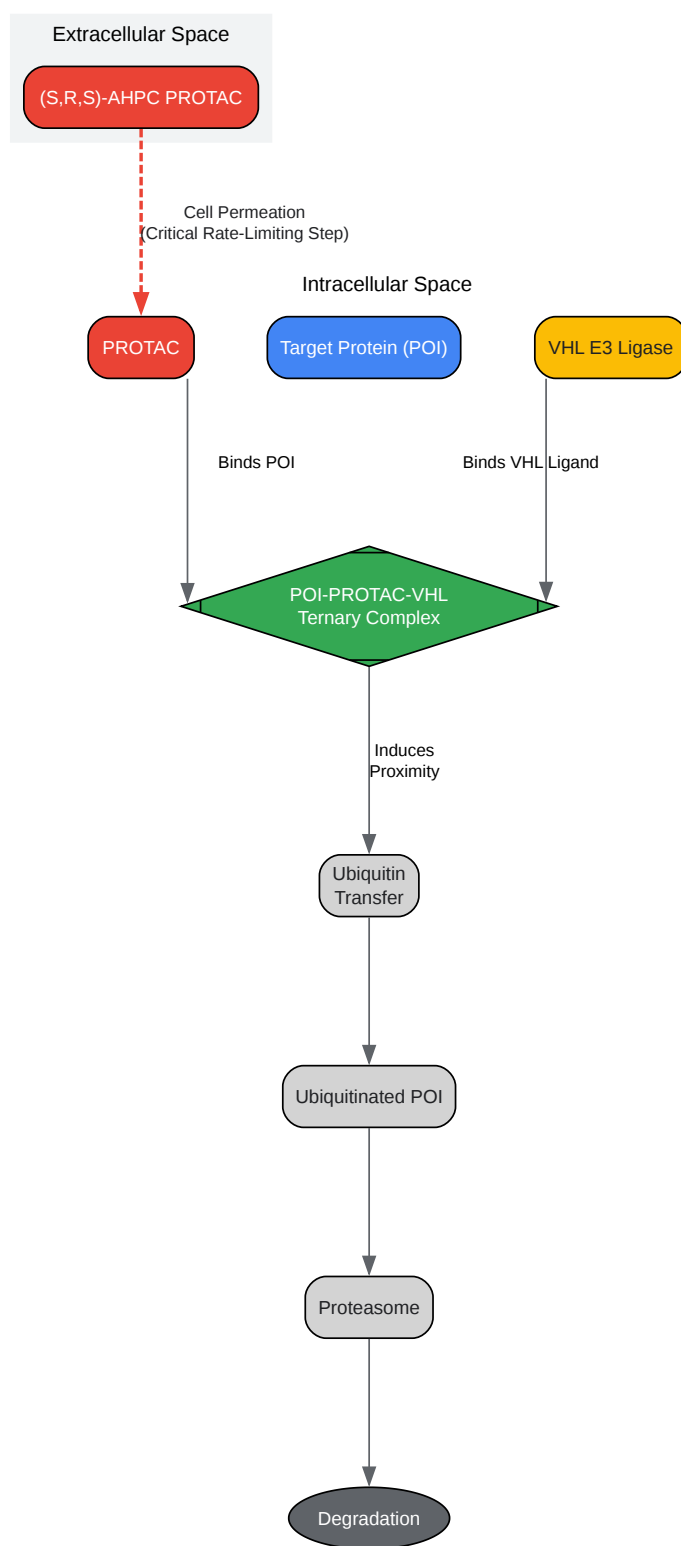 Extracellular Space
(S,R,S)-AHPC PROTAC
Cell Permeation
(Critical Rate-Limiting Step)
Intracellular Space
PROTAC
Target Protein (POI)
VHL E3 Ligase
Binds POI
Binds VHL Ligand
POI-PROTAC-VHL
Ternary Complex
Induces
Proximity
Ubiquitin
Transfer
Ubiquitinated POI
Proteasome
Degradation